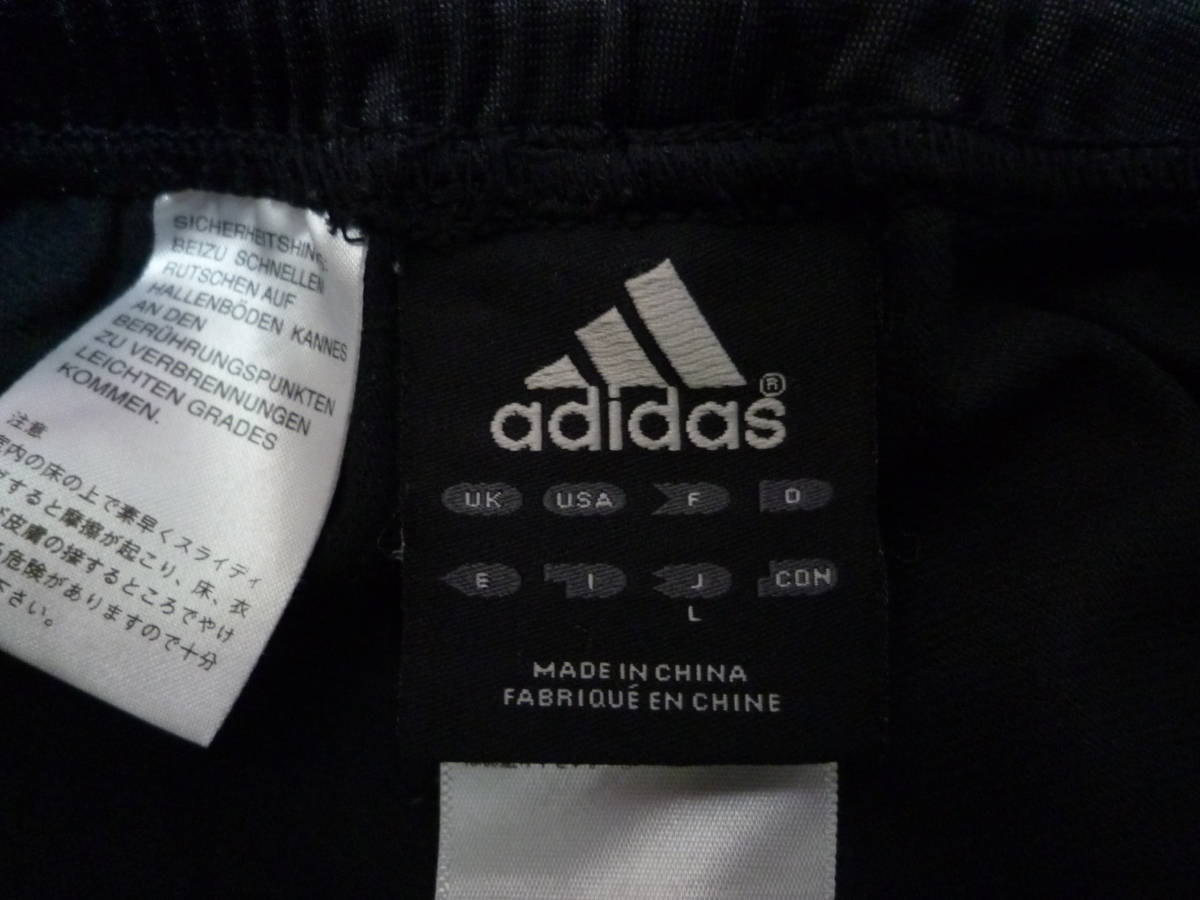 SICHERHEITSHINS.
BEIZU SCHNELLEN
RUTSCHEN AUF
HALLENBÖDEN KANNES
AN DEN
BERÜHRUNGSPUNKTEN
ZU VERBRENNUNGEN
LEICHTEN GRADES
KOMMEN.
注意
内の床の上で素早くスライディ
すると摩擦が起こり、床、衣
皮膚の接するところでやけ
危険がありますので十分
下さい。
adidas®
UK USA F D
E I J CDN
L
MADE IN CHINA
FABRIQUÉ EN CHINE